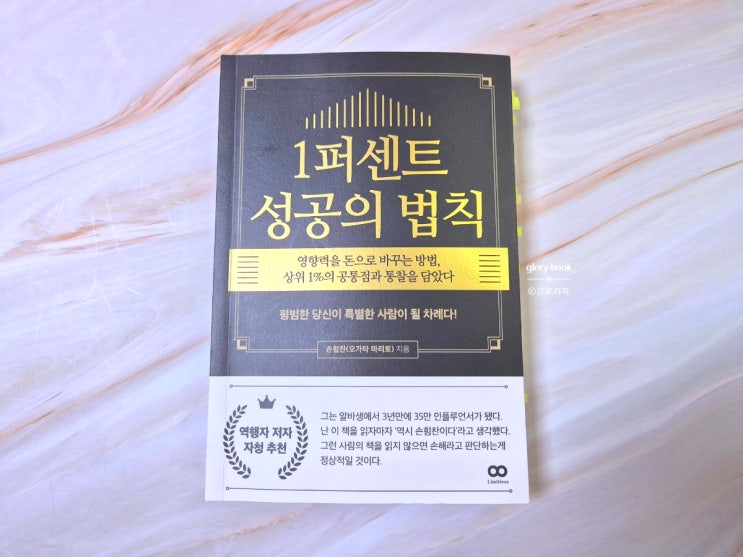 1퍼센트
성공의 법칙
영향력을 돈으로 바꾸는 방법,
상위 1%의 공통점과 통찰을 담았다
평범한 당신이 특별한 사람이 될 차례다!
손힘찬(오가타 마리토) 지음
역행자 저자
자청 추천
그는 알바생에서 3년만에 35만 인플루언서가 됐다.
난 이 책을 읽자마자 '역시 손힘찬이다'라고 생각했다.
그런 사람의 책을 읽지 않으면 손해라고 판단하는게
정상적일 것이다.
Limitless
glory book
©글로리북